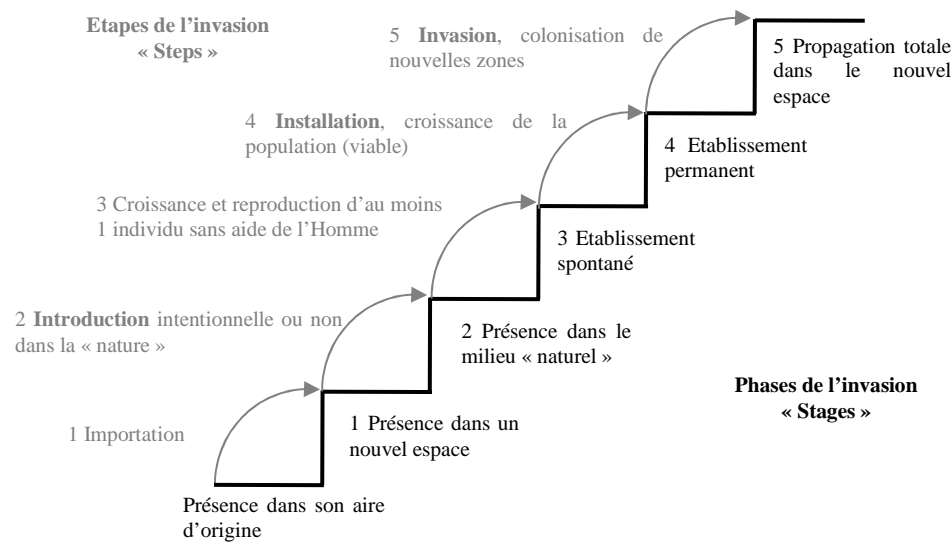 Etapes de l’invasion
« Steps »
5 Invasion, colonisation de
nouvelles zones
5 Propagation totale
dans le nouvel
espace
4 Installation, croissance de la
population (viable)
4 Etablissement
permanent
3 Croissance et reproduction d’au moins
1 individu sans aide de l’Homme
3 Etablissement
spontané
2 Introduction intentionnelle ou non
dans la « nature »
2 Présence dans le
milieu « naturel »
Phases de l’invasion
« Stages »
1 Importation
1 Présence dans un
nouvel espace
Présence dans son aire
d’origine